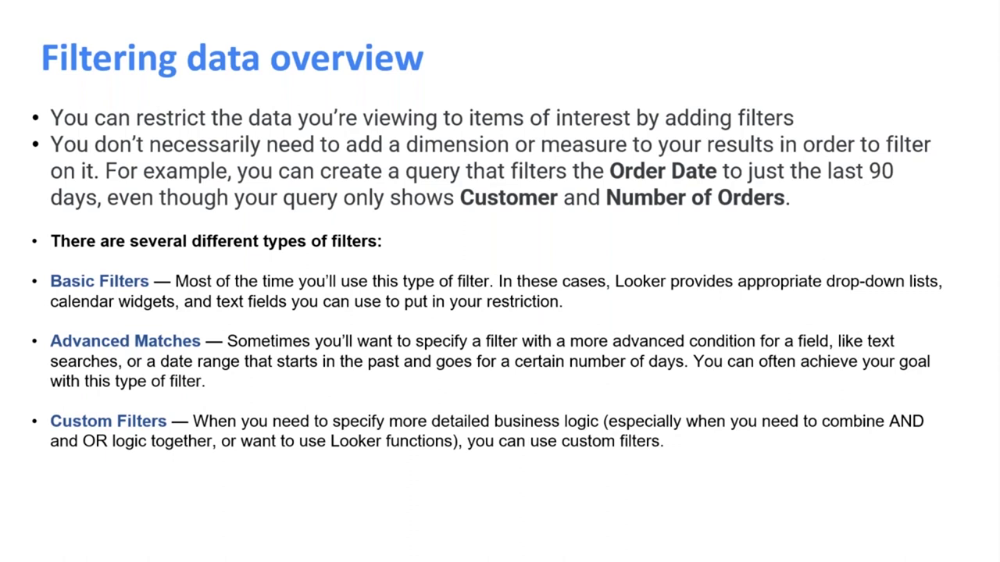 Filtering data overview
• You can restrict the data you’re viewing to items of interest by adding filters
• You don’t necessarily need to add a dimension or measure to your results in order to filter
on it. For example, you can create a query that filters the Order Date to just the last 90
days, even though your query only shows Customer and Number of Orders.
• There are several different types of filters:
• Basic Filters — Most of the time you’ll use this type of filter. In these cases, Looker provides appropriate drop-down lists,
calendar widgets, and text fields you can use to put in your restriction.
• Advanced Matches — Sometimes you’ll want to specify a filter with a more advanced condition for a field, like text
searches, or a date range that starts in the past and goes for a certain number of days. You can often achieve your goal
with this type of filter.
• Custom Filters — When you need to specify more detailed business logic (especially when you need to combine AND
and OR logic together, or want to use Looker functions), you can use custom filters.